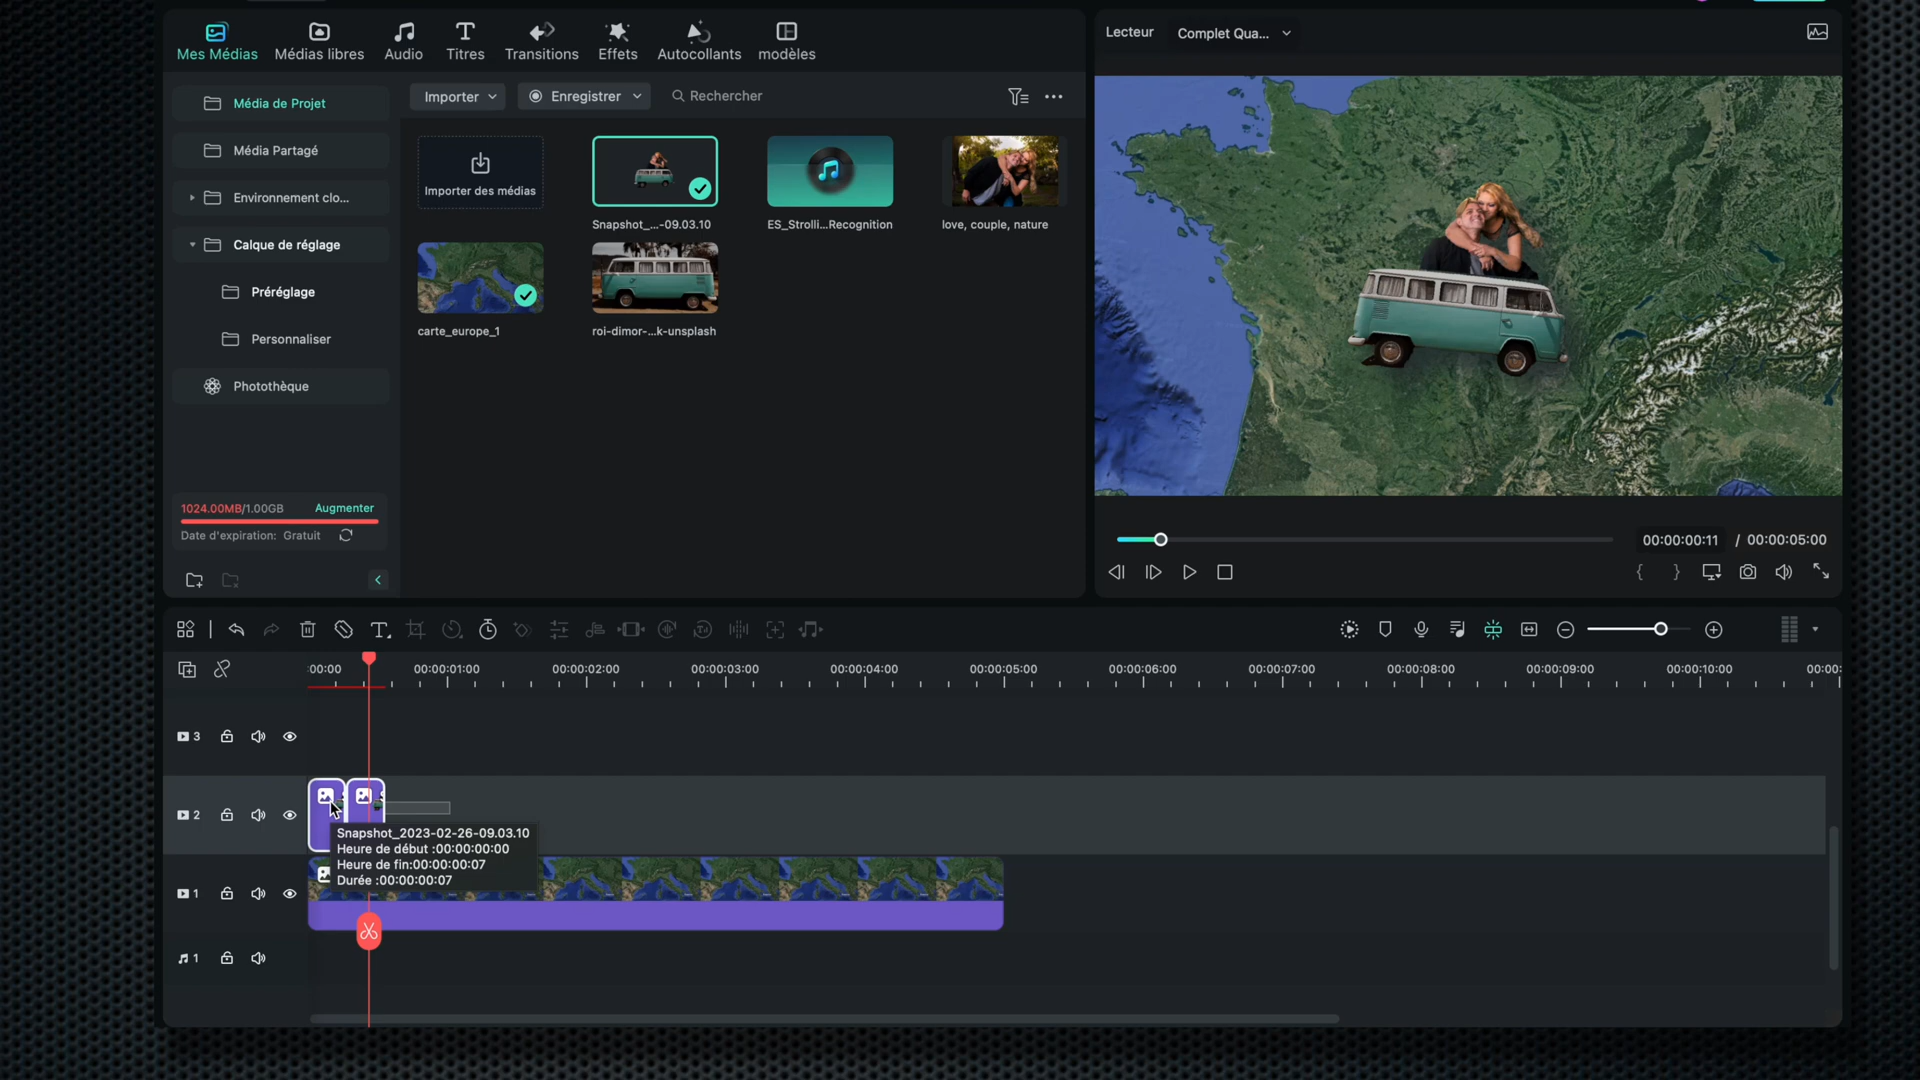 Mes Médias
Médias libres
Audio
Titres
Transitions
Effets
Autocollants
modèles
Média de Projet
Média Partagé
Environnement clo...
Calque de réglage
Préréglage
Personnaliser
Photothèque
1024.00MB/1.00GB Augmenter
Date d'expiration: Gratuit
Importer
Enregistrer
Rechercher
Importer des médias
Snapshot_...-09.03.10
ES_Strolli...Recognition
love, couple, nature
carte_europe_1
roi-dimor-...k-unsplash
Lecteur Complet Qua...
00:00:00:11 / 00:00:05:00
:00:00 00:00:01:00 00:00:02:00 00:00:03:00 00:00:04:00 00:00:05:00 00:00:06:00 00:00:07:00 00:00:08:00 00:00:09:00 00:00:10:00 00:00:
3
2
Snapshot_2023-02-26-09.03.10
Heure de début :00:00:00:00
Heure de fin:00:00:00:07
Durée :00:00:00:07
1
1